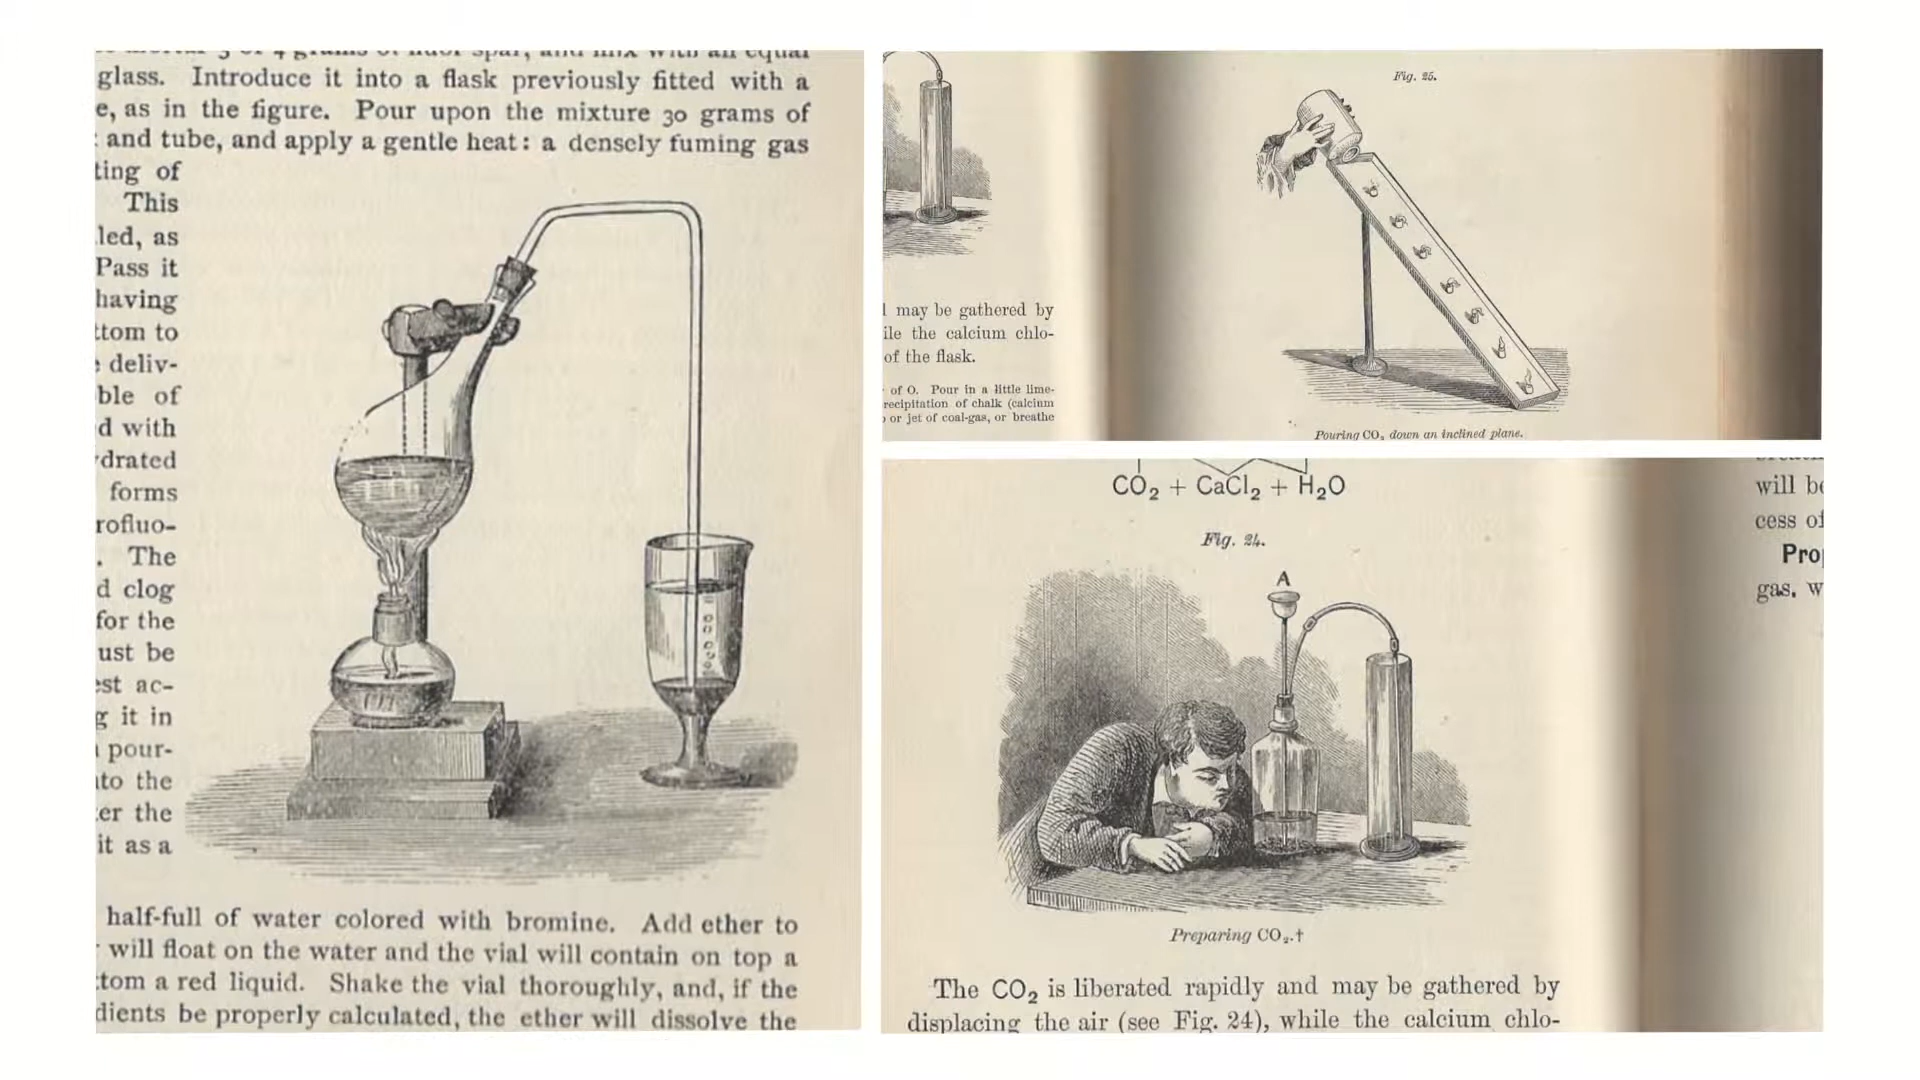 glass. Introduce it into a flask previously fitted with a
e, as in the figure. Pour upon the mixture 30 grams of
and tube, and apply a gentle heat: a densely fuming gas
ting of
This
led, as
Pass it
having
ttom to
deliv-
ble of
d with
drated
forms
rofluo-
. The
d clog
for the
ust be
est ac-
g it in
pour-
to the
er the
it as a
half-full of water colored with bromine. Add ether to
will float on the water and the vial will contain on top a
tom a red liquid. Shake the vial thoroughly, and, if the
dients be properly calculated, the ether will dissolve the
may be gathered by
ile the calcium chlo-
of the flask.
of O. Pour in a little lime-
recipitation of chalk (calcium
or jet of coal-gas, or breathe
Fig. 25.
Pouring CO₂ down an inclined plane.
CO₂ + CaCl₂ + H₂O
Fig. 24.
A
Preparing CO₂.†
The CO₂ is liberated rapidly and may be gathered by
displacing the air (see Fig. 24), while the calcium chlo-
will be
cess of
Pro
gas, w